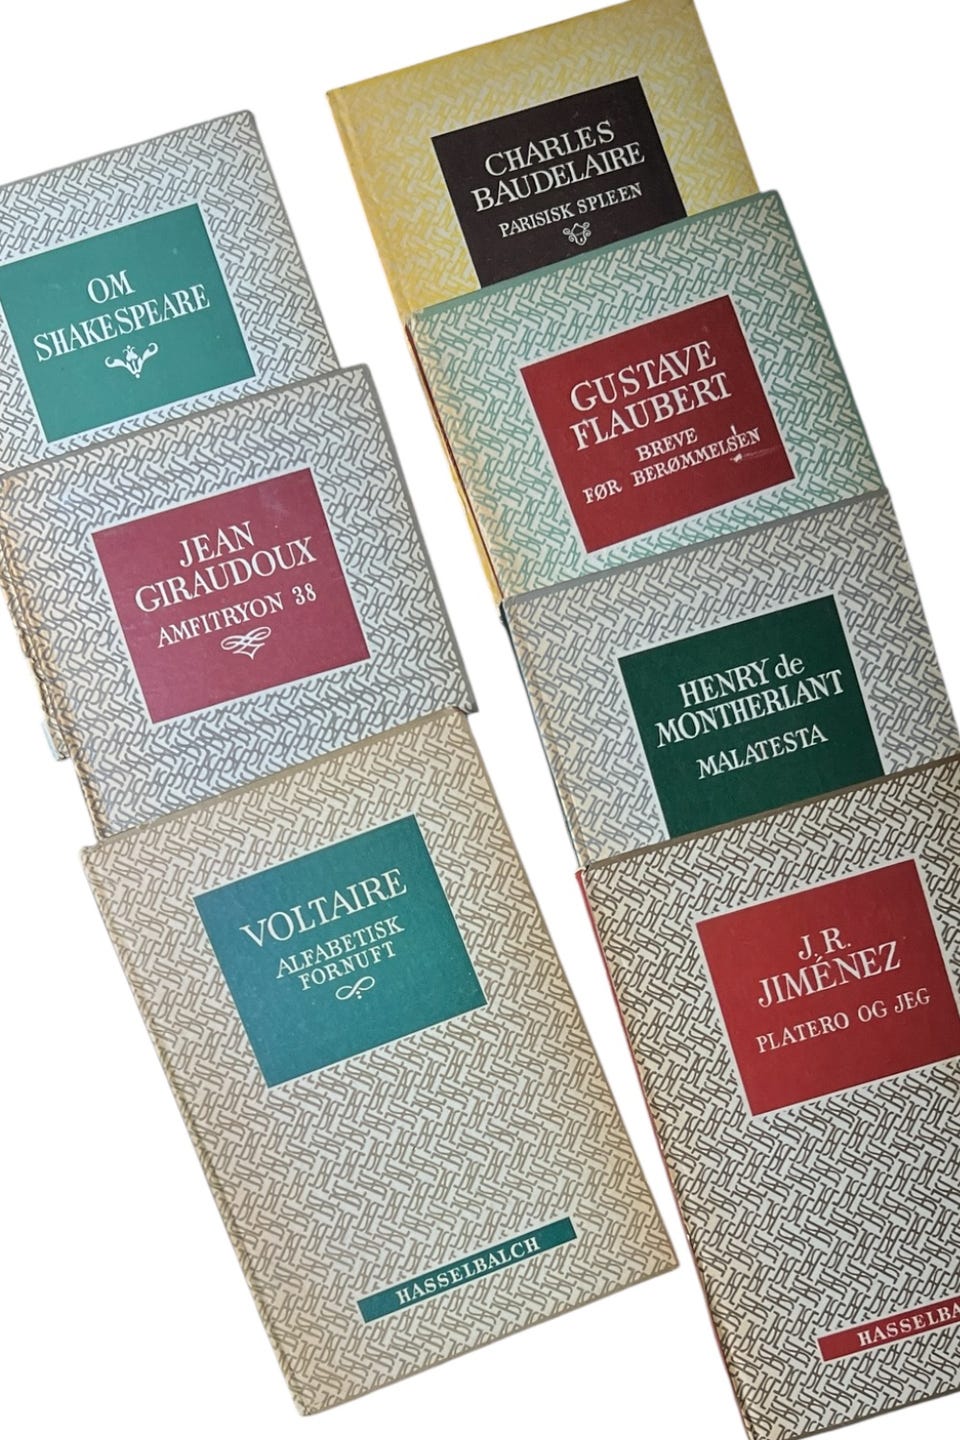 OM
SHAKESPEARE
JEAN
GIRAUDOUX
AMFITRYON 38
VOLTAIRE
ALFABETISK
FORNUFT
HASSELBALCH
CHARLES
BAUDELAIRE
PARISISK SPLEEN
GUSTAVE
FLAUBERT
BREVE
FØR BERØMMELSEN
HENRY de
MONTHERLANT
MALATESTA
J. R.
JIMÉNEZ
PLATERO OG JEG
HASSELBA